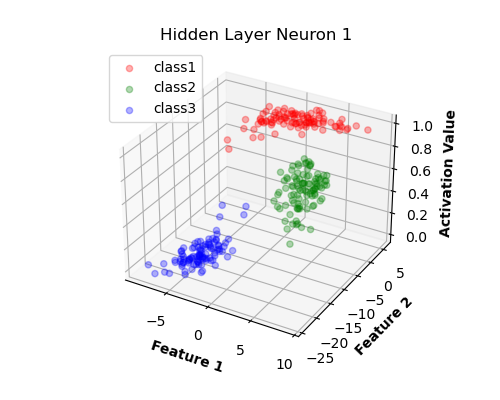 Hidden Layer Neuron 1
class1
class2
class3
1.0
0.8
0.6
0.4
0.2
0.0
Activation Value
5
0
−5
−10
−15
−20
−25
Feature 2
−5
0
5
10
Feature 1